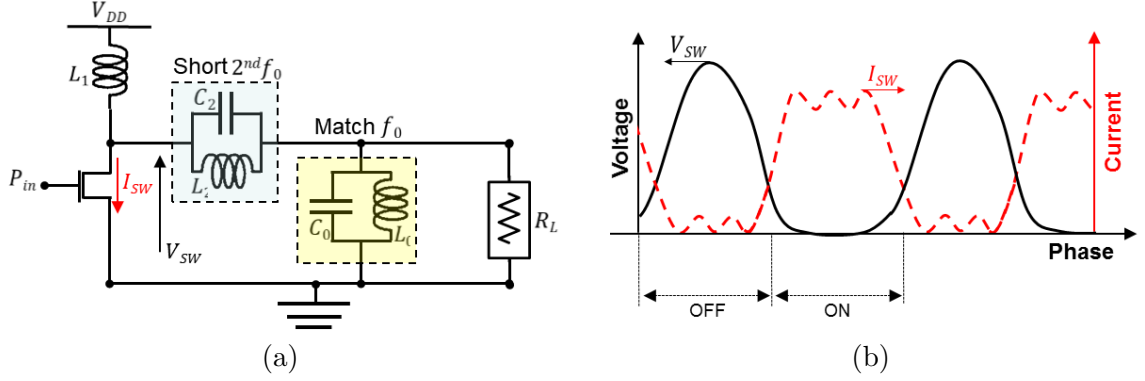 V_DD
L_1
Short 2^nd f_0
C_2
L_2
Match f_0
P_in
I_SW
V_SW
C_0
L_0
R_L
(a)
V_SW
I_SW
Voltage
Current
Phase
OFF
ON
(b)